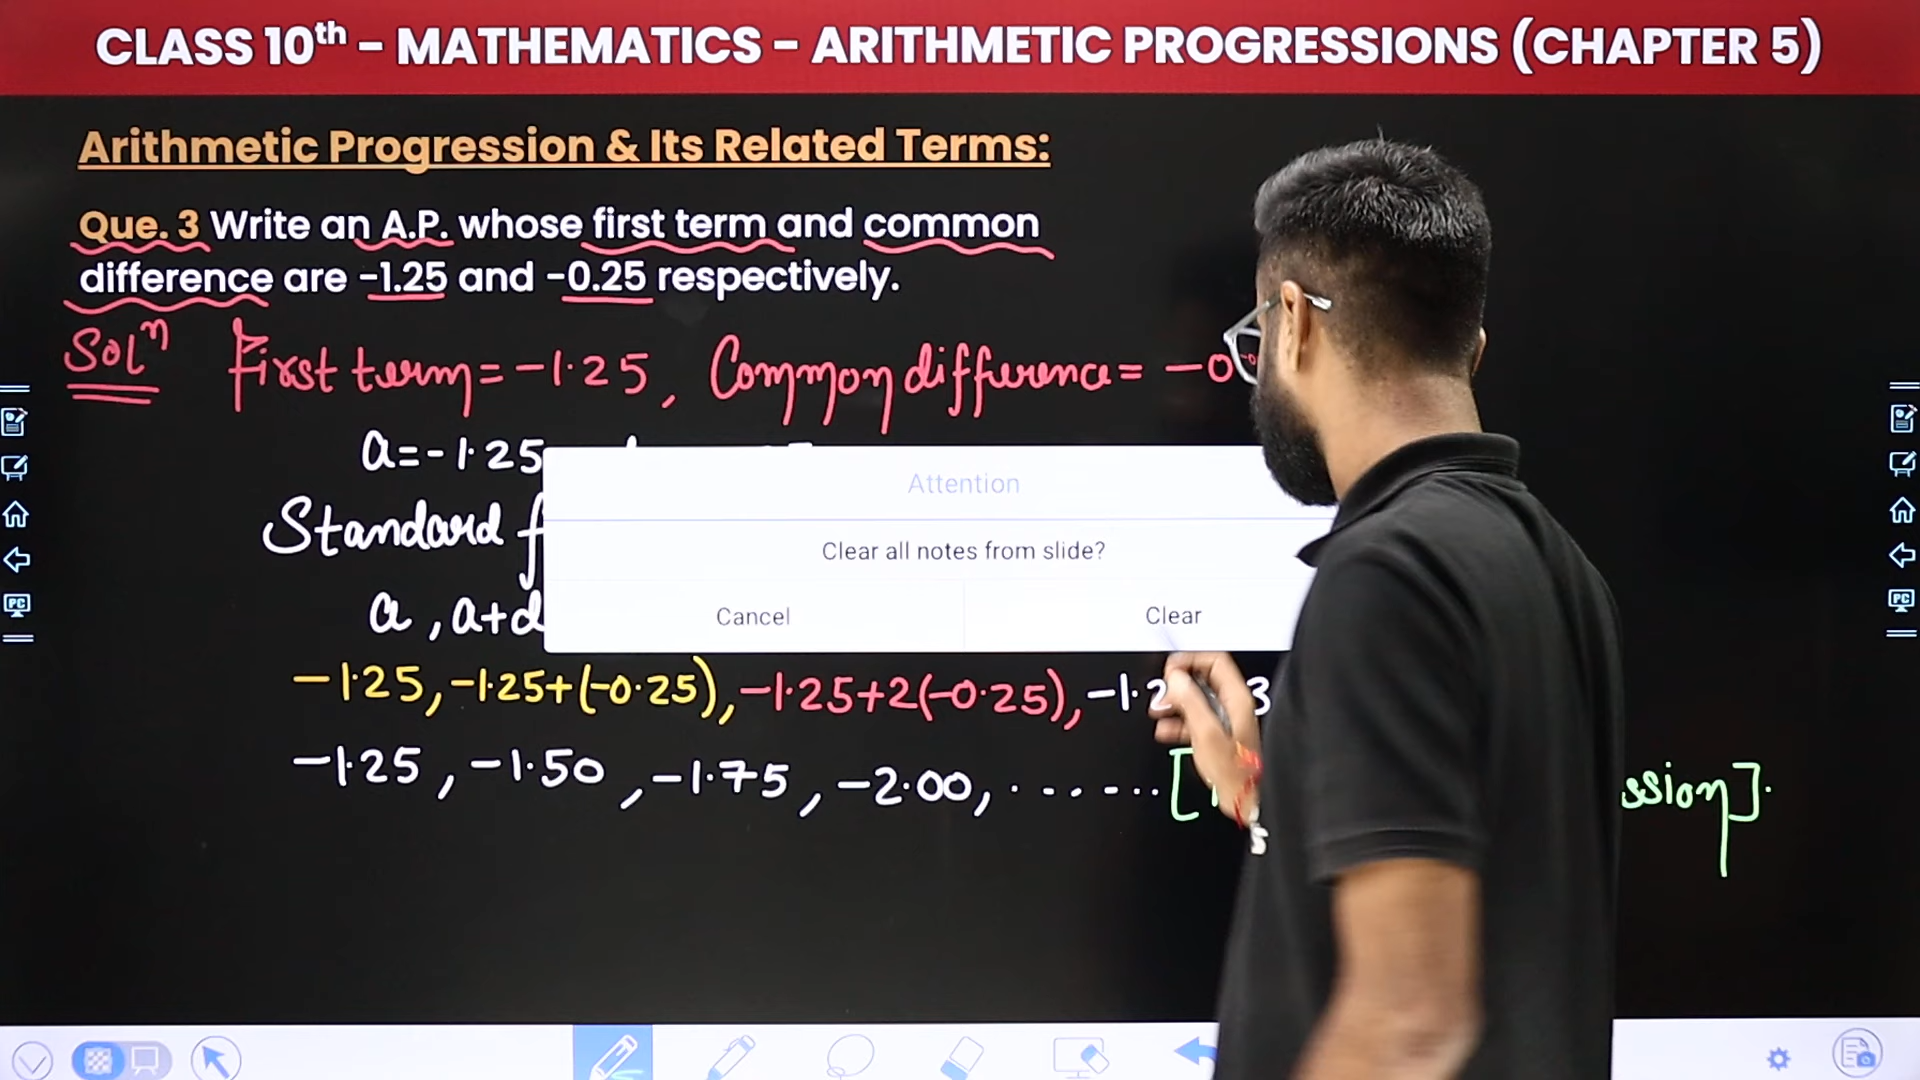 CLASS 10th - MATHEMATICS - ARITHMETIC PROGRESSIONS (CHAPTER 5)
Arithmetic Progression & Its Related Terms:
Que. 3 Write an A.P. whose first term and common
difference are -1.25 and -0.25 respectively.
Solⁿ First term = -1.25, Common difference = -0
a = -1.25
Attention
Standard
Clear all notes from slide?
a, a+d
Cancel Clear
-1.25, -1.25+(-0.25), -1.25+2(-0.25), -1.2 3
-1.25, -1.50, -1.75, -2.00, ...... [ ssion].
PC
PC